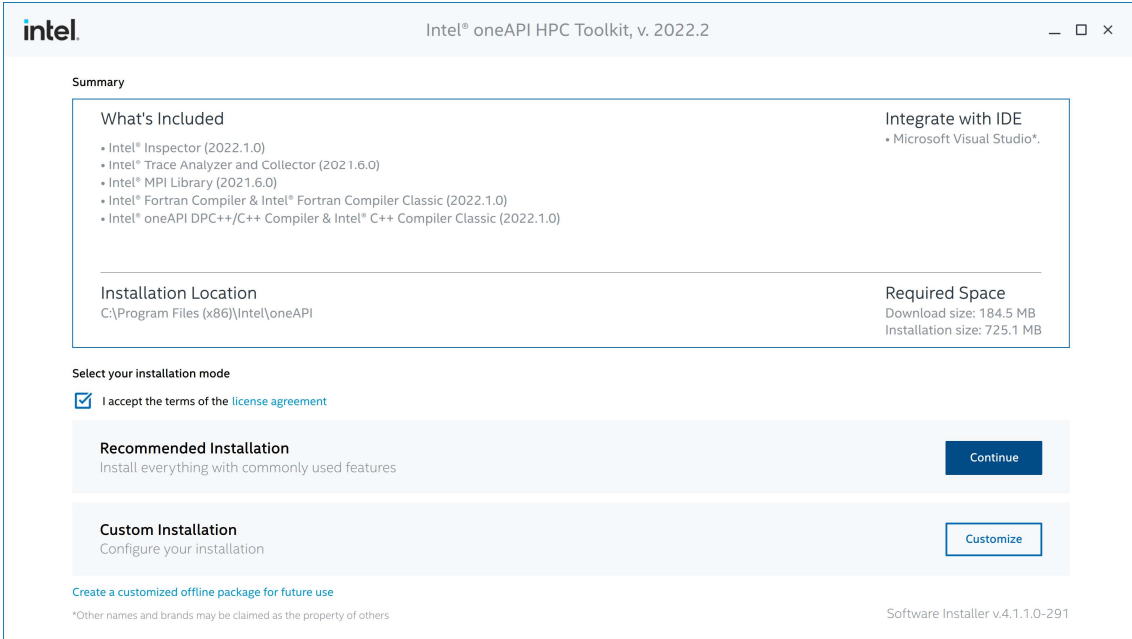 intel.
Intel® oneAPI HPC Toolkit, v. 2022.2
Summary
What's Included
• Intel® Inspector (2022.1.0)
• Intel® Trace Analyzer and Collector (2021.6.0)
• Intel® MPI Library (2021.6.0)
• Intel® Fortran Compiler & Intel® Fortran Compiler Classic (2022.1.0)
• Intel® oneAPI DPC++/C++ Compiler & Intel® C++ Compiler Classic (2022.1.0)
Integrate with IDE
• Microsoft Visual Studio*.
Installation Location
C:\Program Files (x86)\Intel\oneAPI
Required Space
Download size: 184.5 MB
Installation size: 725.1 MB
Select your installation mode
I accept the terms of the license agreement
Recommended Installation
Install everything with commonly used features
Continue
Custom Installation
Configure your installation
Customize
Create a customized offline package for future use
*Other names and brands may be claimed as the property of others
Software Installer v.4.1.1.0-291